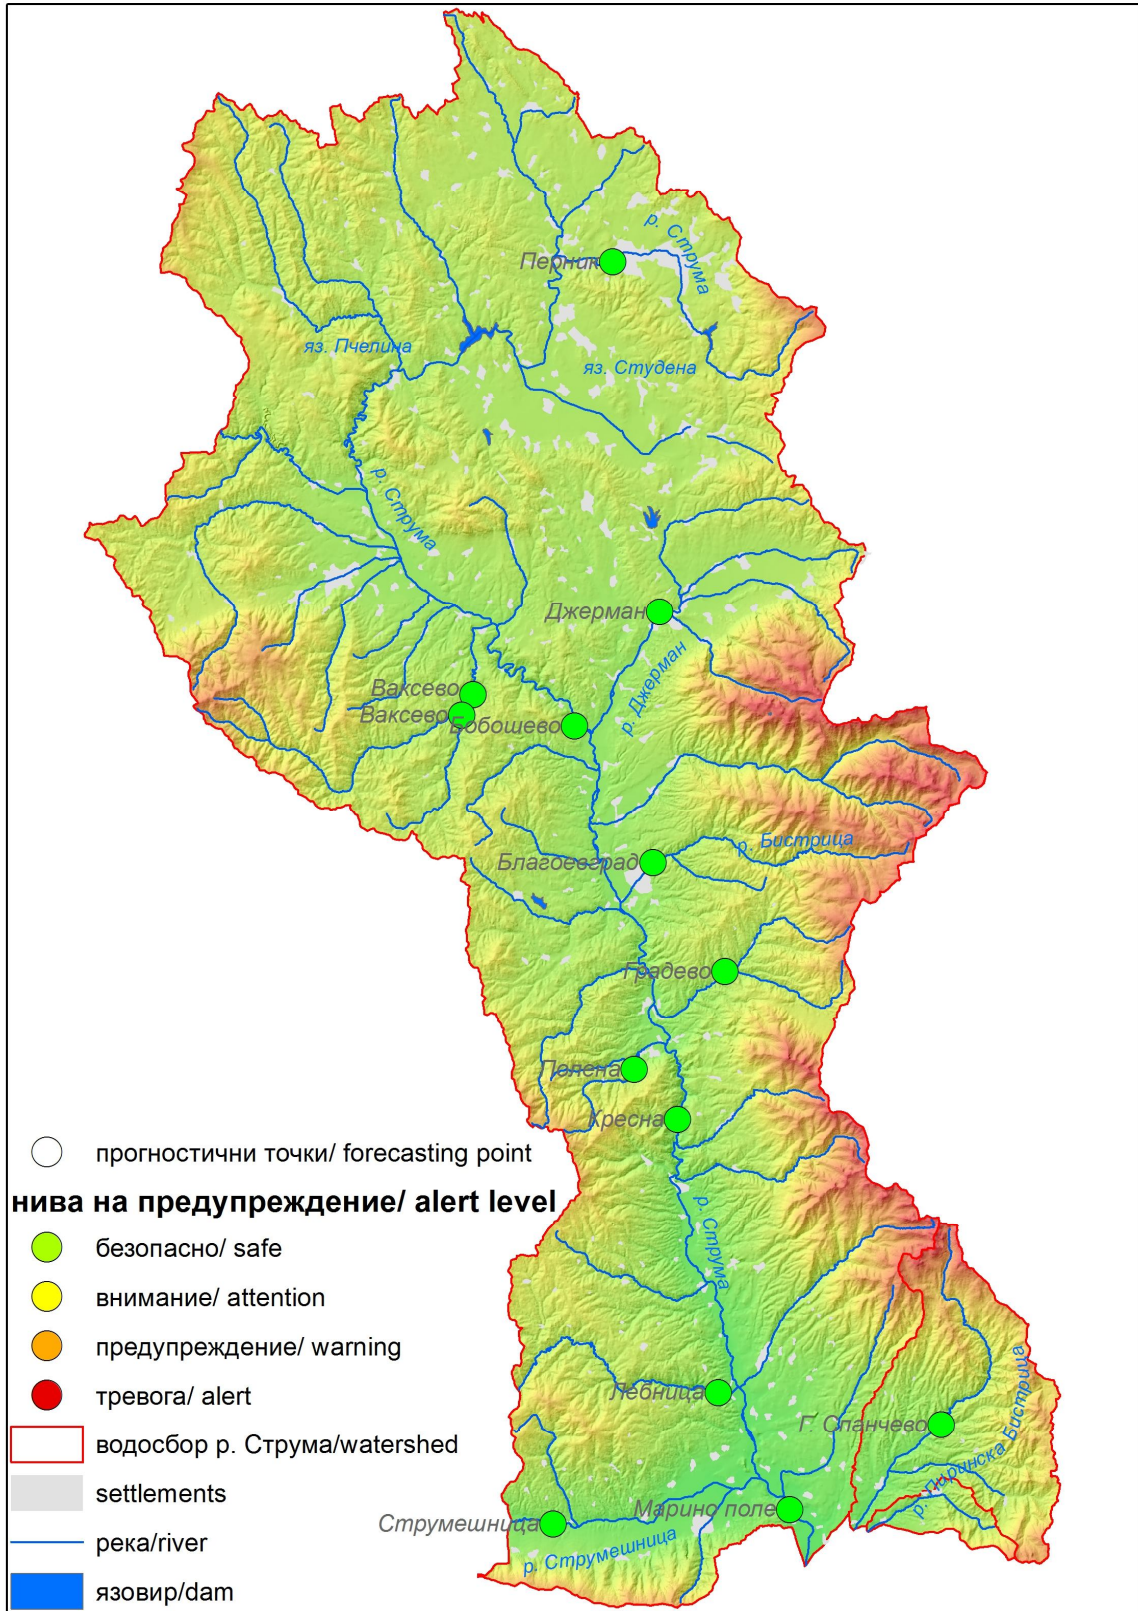 р. Струма
Перник
яз. Пчелина
яз. Студена
р. Струма
Джерман
р. Джерман
Ваксево
Ваксево
Бобошево
р. Бистрица
Благоевград
Градево
Полена
Кресна
р. Струма
Лебница
Г. Спанчево
р. Пиринска Бистрица
Марино поле
Струмешница
р. Струмешница
прогностични точки/ forecasting point
нива на предупреждение/ alert level
безопасно/ safe
внимание/ attention
предупреждение/ warning
тревога/ alert
водосбор р. Струма/watershed
settlements
река/river
язовир/dam